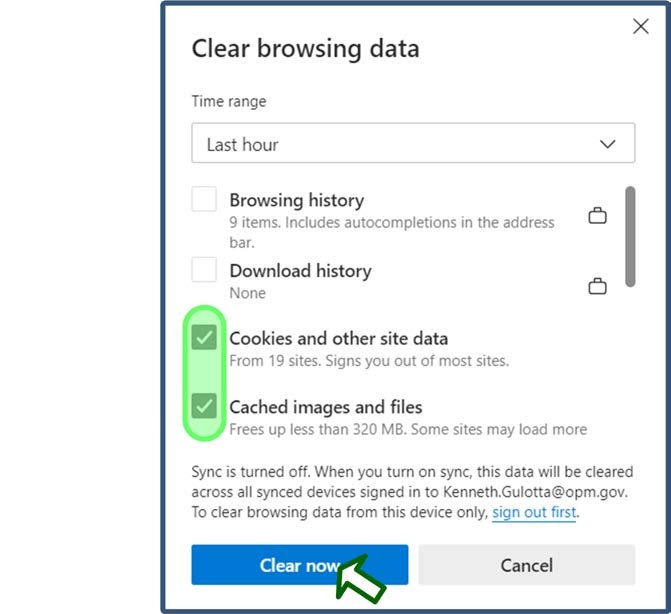 Clear browsing data
Time range
Last hour
Browsing history
9 items. Includes autocompletions in the address
bar.
Download history
None
Cookies and other site data
From 19 sites. Signs you out of most sites.
Cached images and files
Frees up less than 320 MB. Some sites may load more
Sync is turned off. When you turn on sync, this data will be cleared
across all synced devices signed in to Kenneth.Gulotta@opm.gov.
To clear browsing data from this device only, sign out first.
Clear now
Cancel